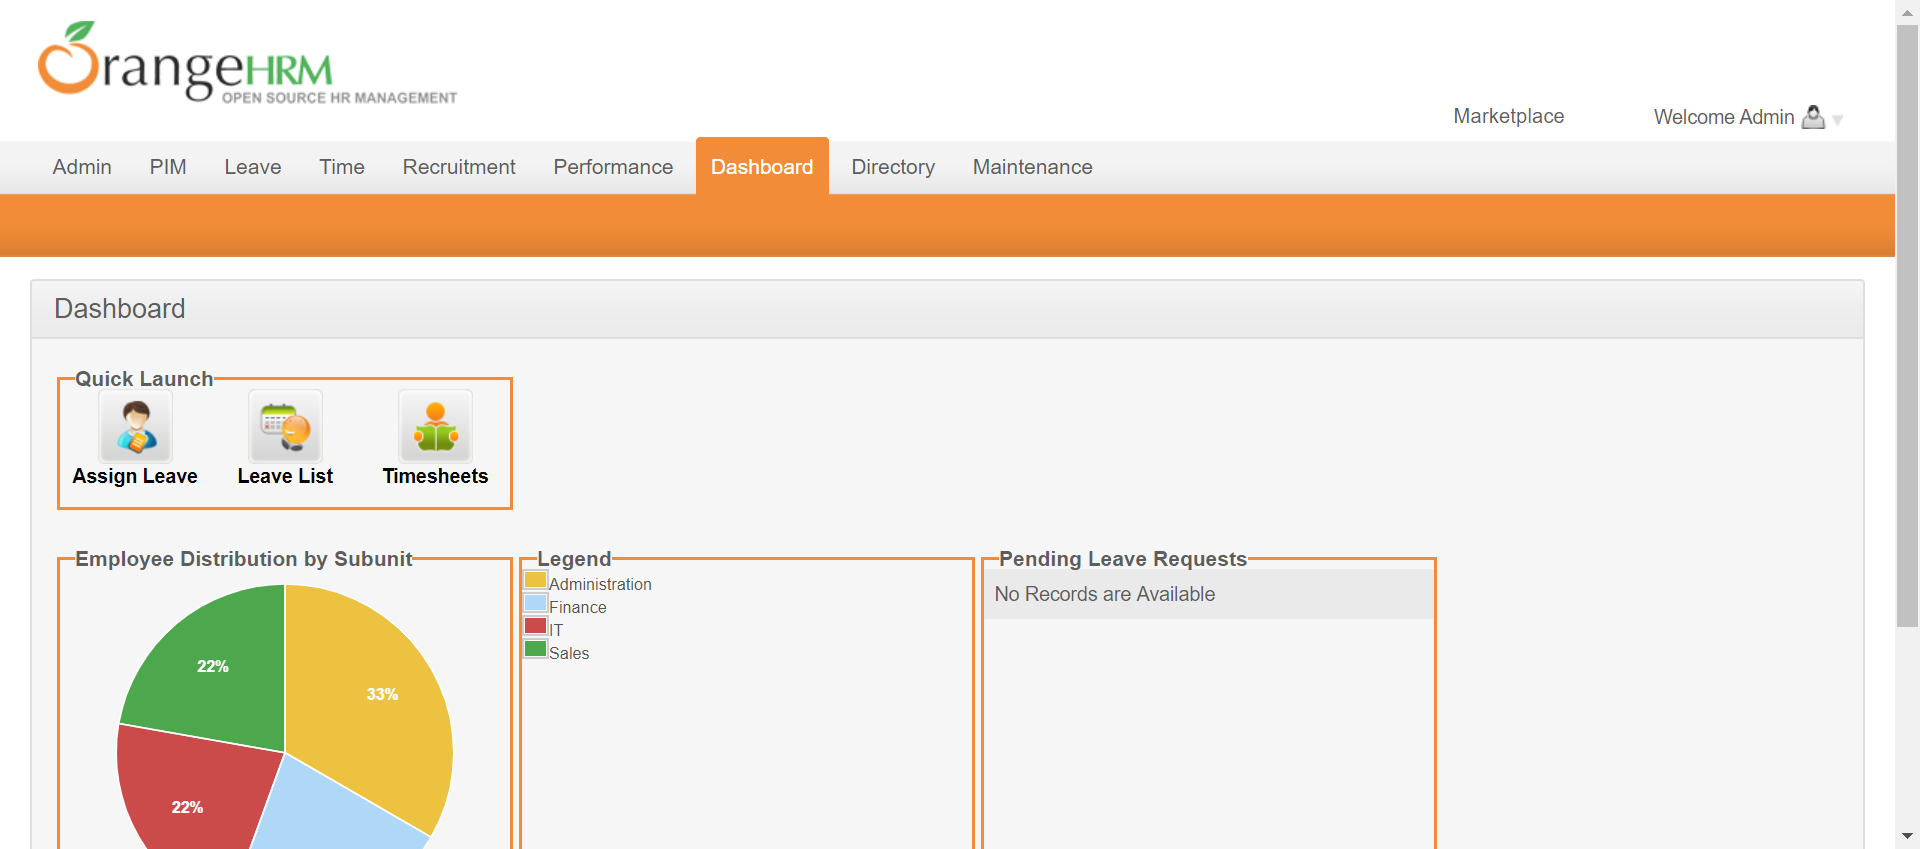 OrangeHRM
OPEN SOURCE HR MANAGEMENT
Marketplace
Welcome Admin
Admin
PIM
Leave
Time
Recruitment
Performance
Dashboard
Directory
Maintenance
Dashboard
Quick Launch
Assign Leave
Leave List
Timesheets
Employee Distribution by Subunit
22%
33%
22%
Legend
Administration
Finance
IT
Sales
Pending Leave Requests
No Records are Available